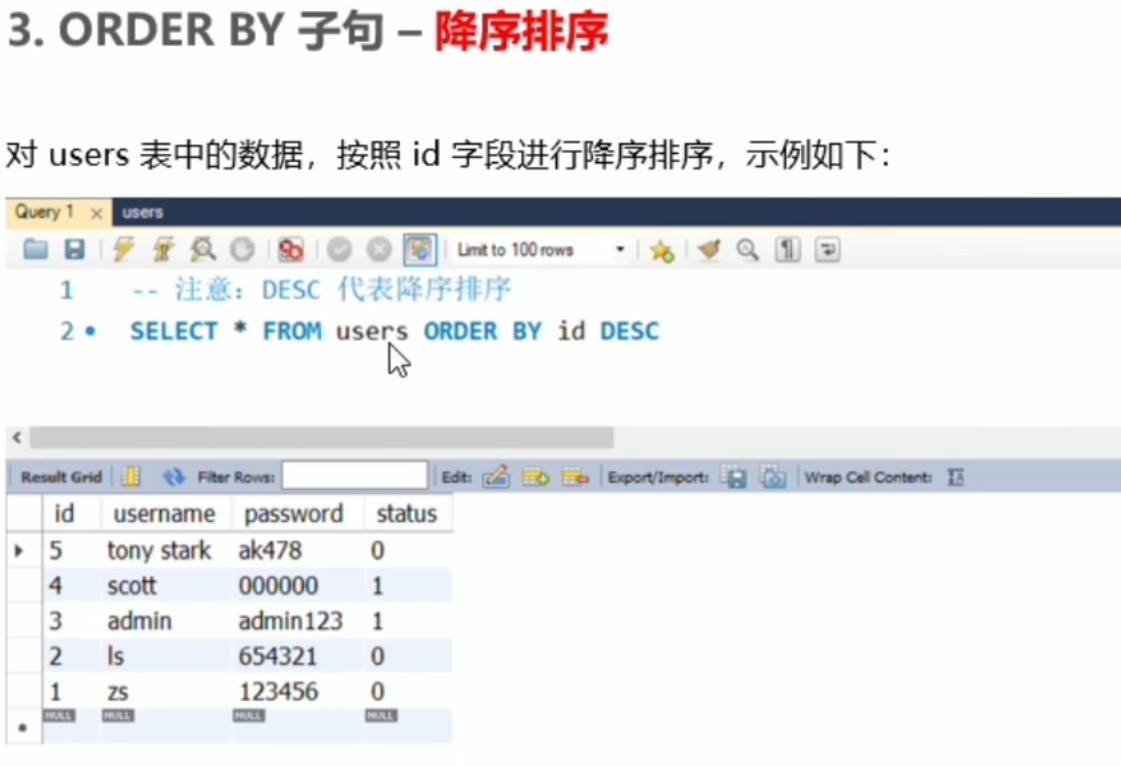 3. ORDER BY 子句 – 降序排序
对 users 表中的数据，按照 id 字段进行降序排序，示例如下：
Query 1 × users
Limit to 100 rows
1 -- 注意：DESC 代表降序排序
2 SELECT * FROM users ORDER BY id DESC
Result Grid Filter Rows: Edit: Export/Import: Wrap Cell Content:
id username password status
5 tony stark ak478 0
4 scott 000000 1
3 admin admin123 1
2 ls 654321 0
1 zs 123456 0
NULL NULL NULL NULL